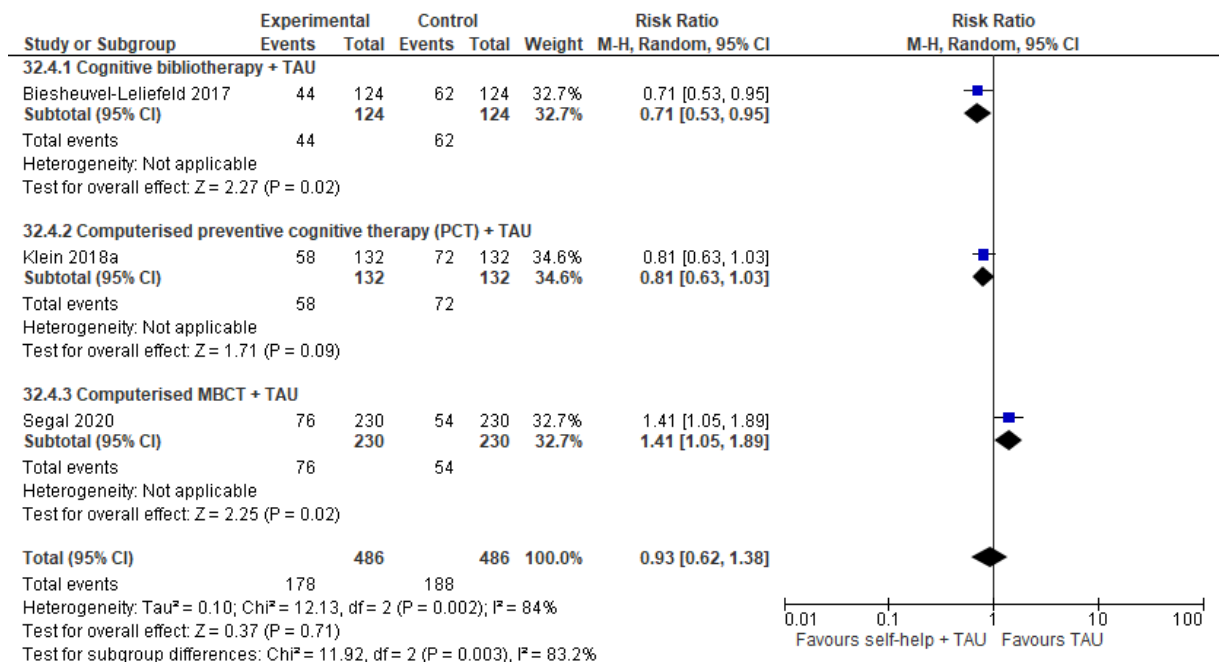 Experimental Control Risk Ratio Risk Ratio
Study or Subgroup Events Total Events Total Weight M-H, Random, 95% CI M-H, Random, 95% CI
32.4.1 Cognitive bibliotherapy + TAU
Biesheuvel-Leliefeld 2017 44 124 62 124 32.7% 0.71 [0.53, 0.95]
Subtotal (95% CI) 124 124 32.7% 0.71 [0.53, 0.95]
Total events 44 62
Heterogeneity: Not applicable
Test for overall effect: Z = 2.27 (P = 0.02)
32.4.2 Computerised preventive cognitive therapy (PCT) + TAU
Klein 2018a 58 132 72 132 34.6% 0.81 [0.63, 1.03]
Subtotal (95% CI) 132 132 34.6% 0.81 [0.63, 1.03]
Total events 58 72
Heterogeneity: Not applicable
Test for overall effect: Z = 1.71 (P = 0.09)
32.4.3 Computerised MBCT + TAU
Segal 2020 76 230 54 230 32.7% 1.41 [1.05, 1.89]
Subtotal (95% CI) 230 230 32.7% 1.41 [1.05, 1.89]
Total events 76 54
Heterogeneity: Not applicable
Test for overall effect: Z = 2.25 (P = 0.02)
Total (95% CI) 486 486 100.0% 0.93 [0.62, 1.38]
Total events 178 188
Heterogeneity: Tau² = 0.10; Chi² = 12.13, df = 2 (P = 0.002); I² = 84%
Test for overall effect: Z = 0.37 (P = 0.71)
Test for subgroup differences: Chi² = 11.92, df = 2 (P = 0.003), I² = 83.2%
0.01 0.1 1 10 100
Favours self-help + TAU Favours TAU